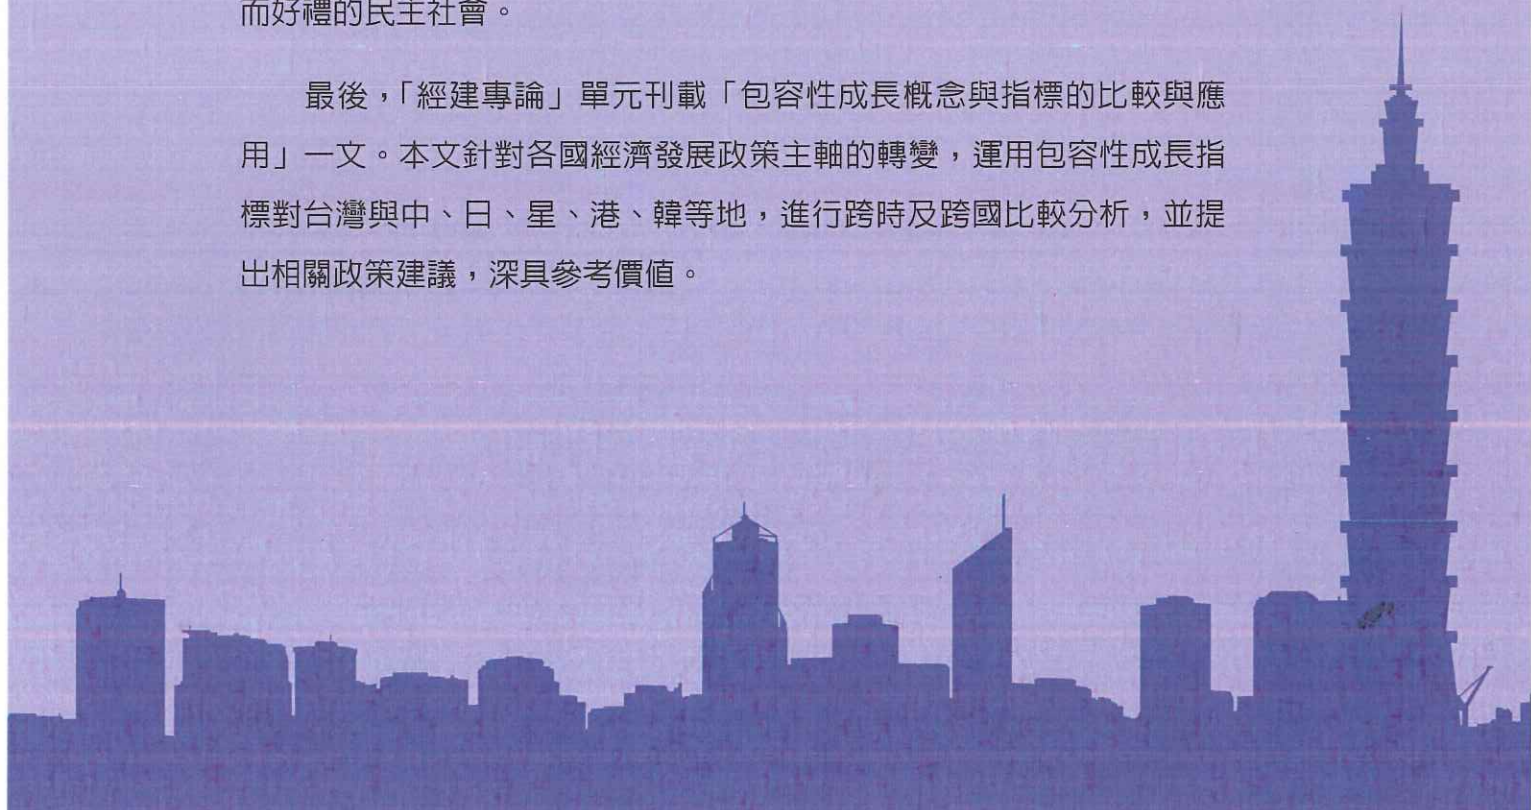 而好禮的民主社會。
最後，「經建專論」單元刊載「包容性成長概念與指標的比較與應
用」一文。本文針對各國經濟發展政策主軸的轉變，運用包容性成長指
標對台灣與中、日、星、港、韓等地，進行跨時及跨國比較分析，並提
出相關政策建議，深具參考價值。